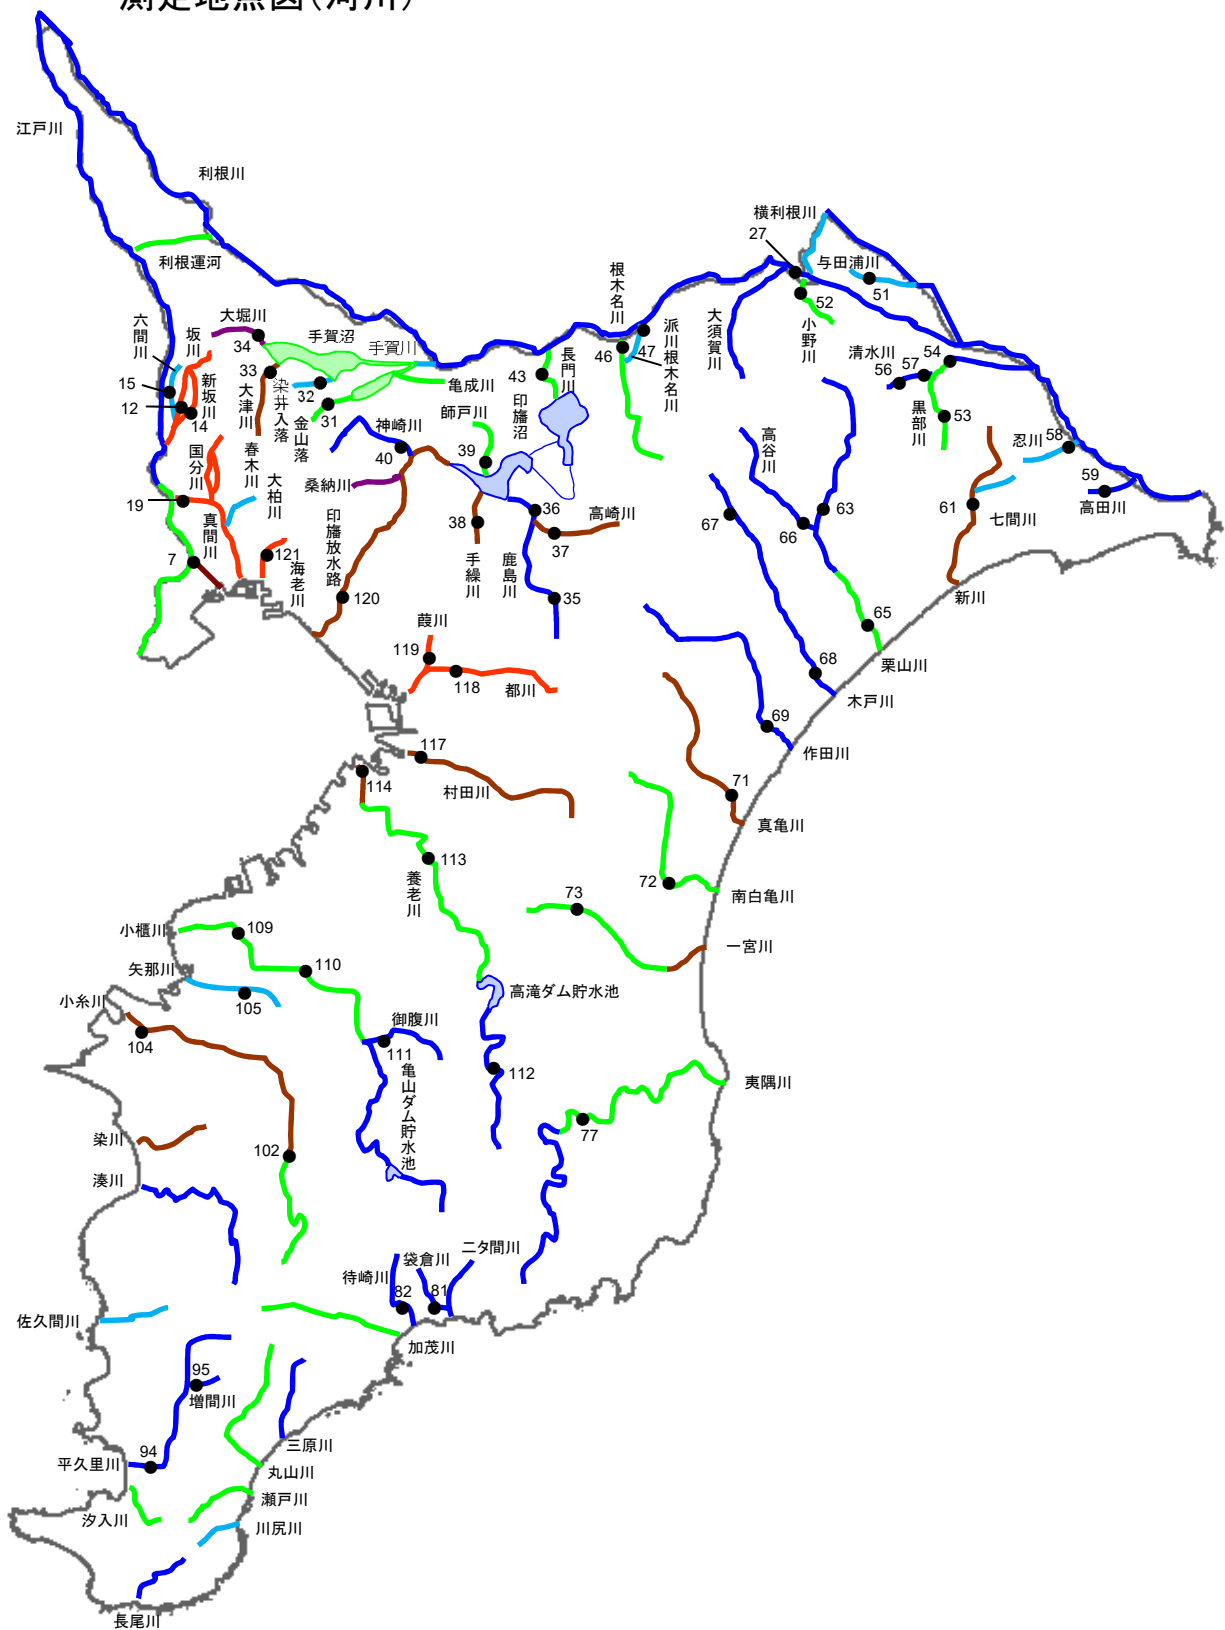 測定地点図(河川)
江戸川
利根川
利根運河
横利根川
27
与田浦川
51
52
小野川
根木名川
派川根木名川
46
47
大須賀川
清水川
54
57
56
黒部川
53
忍川
58
59
高田川
大堀川
34
手賀沼
手賀川
六間川
坂川
新坂川
15
12
14
33
大津川
染井入落
32
31
金山落
亀成川
43
長門川
印旛沼
師戸川
39
神崎川
40
桑納川
国分川
春木川
大柏川
19
真間川
7
121
海老川
印旛放水路
120
38
手繰川
36
37
高崎川
鹿島川
35
高谷川
63
66
67
61
七間川
新川
65
栗山川
68
木戸川
69
作田川
葭川
119
118
都川
117
村田川
114
113
養老川
71
真亀川
72
南白亀川
73
一宮川
小櫃川
109
110
矢那川
105
小糸川
104
高滝ダム貯水池
御腹川
111
亀山ダム貯水池
112
夷隅川
77
染川
102
湊川
待崎川
袋倉川
二タ間川
82
81
加茂川
佐久間川
95
増間川
94
平久里川
三原川
丸山川
瀬戸川
汐入川
川尻川
長尾川